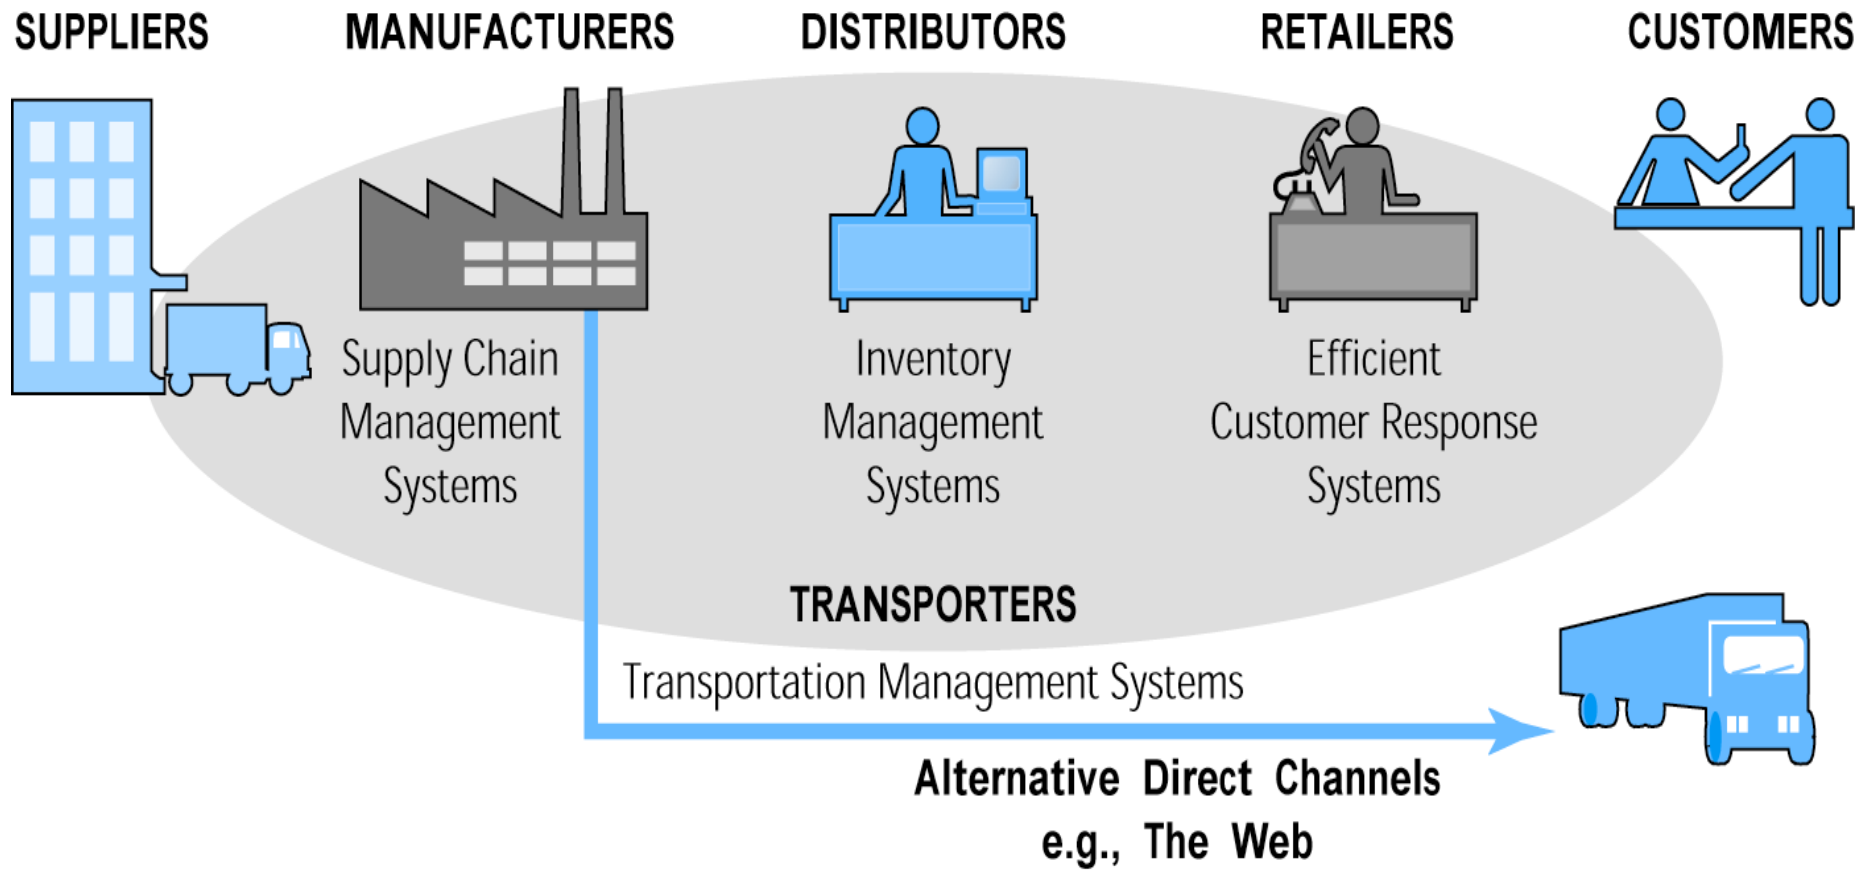 SUPPLIERS
MANUFACTURERS
DISTRIBUTORS
RETAILERS
CUSTOMERS
Supply Chain
Management
Systems
Inventory
Management
Systems
Efficient
Customer Response
Systems
TRANSPORTERS
Transportation Management Systems
Alternative Direct Channels
e.g., The Web